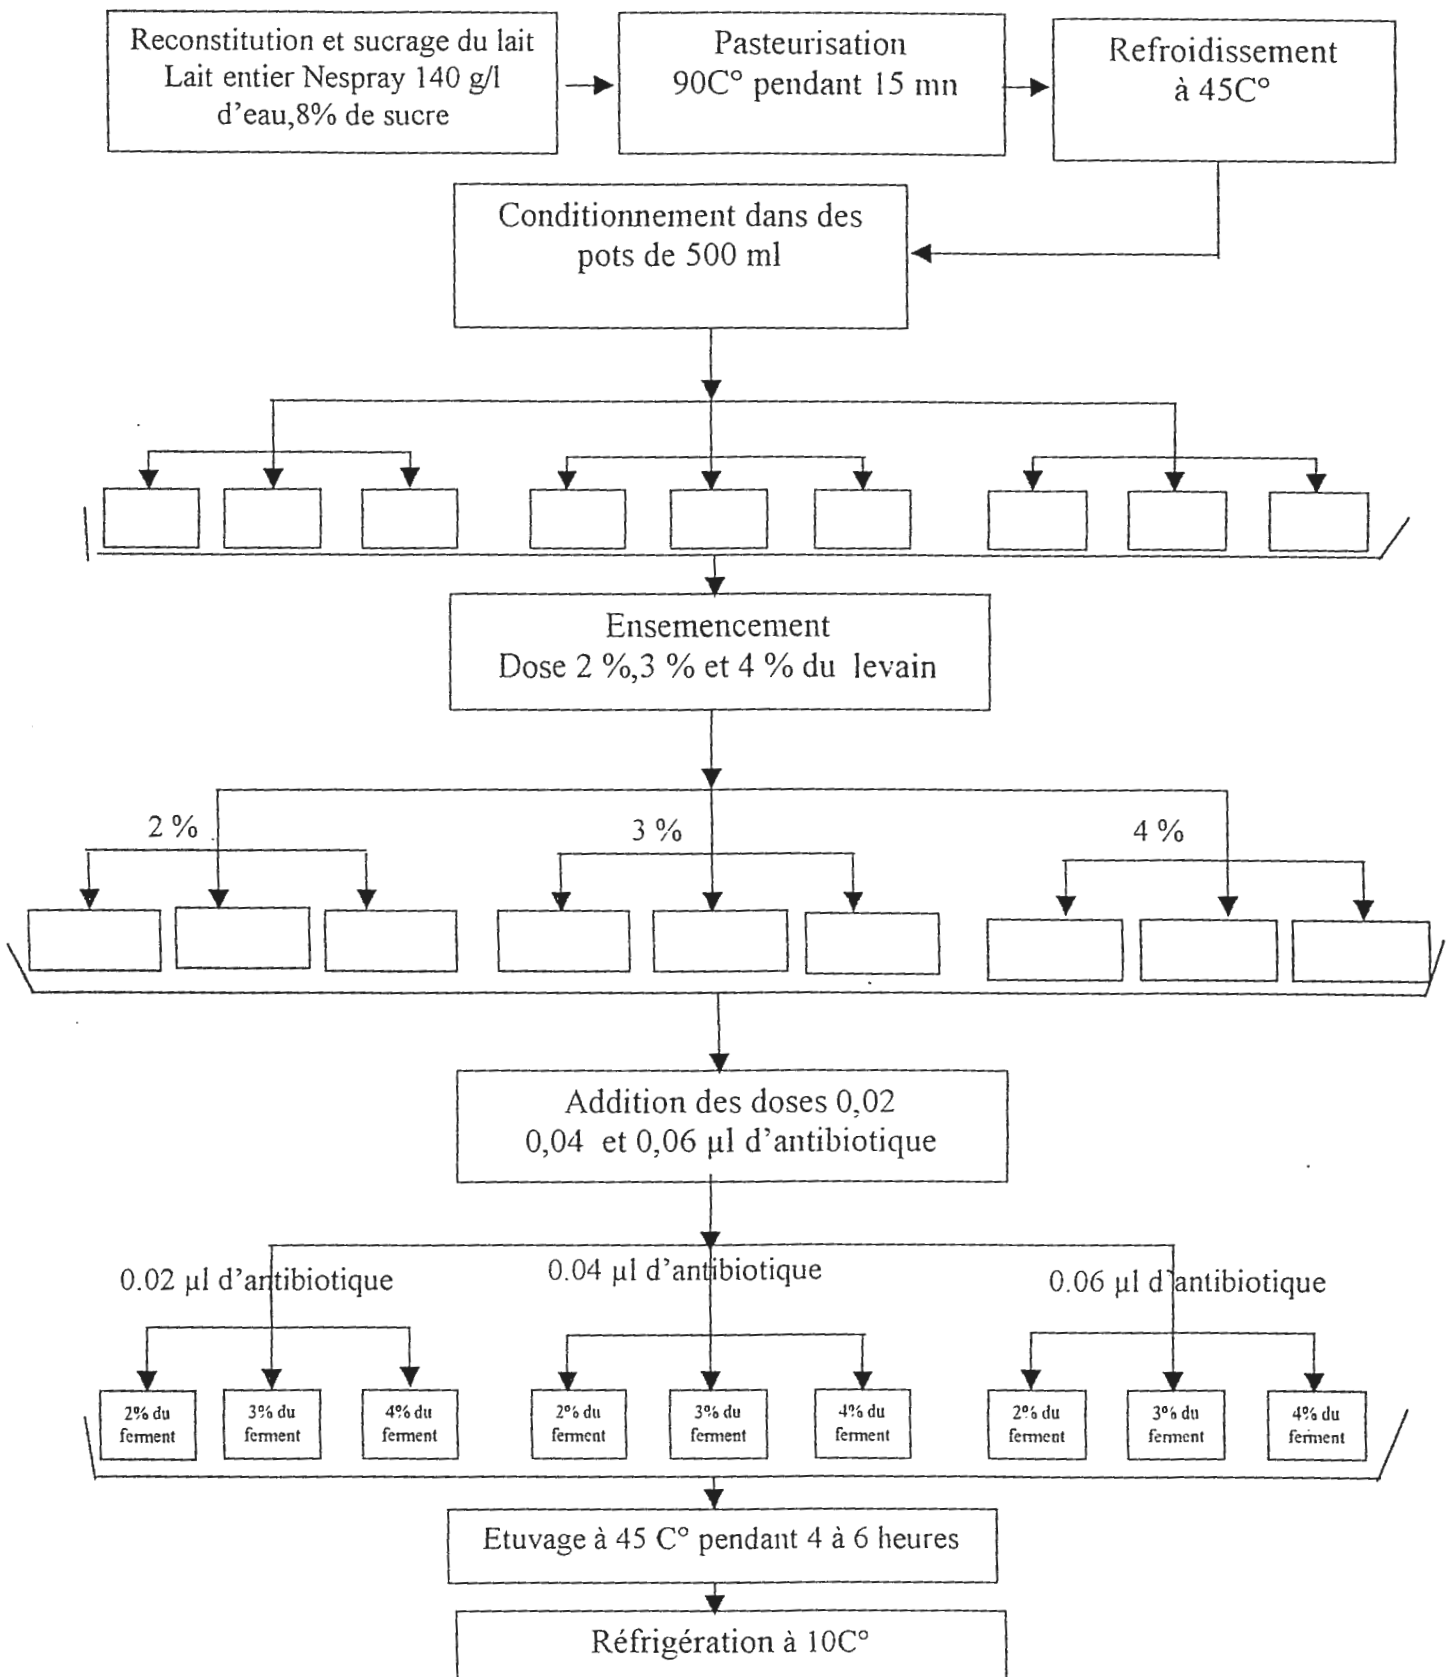 Reconstitution et sucrage du lait
Lait entier Nespray 140 g/l
d'eau,8% de sucre
Pasteurisation
90C° pendant 15 mn
Refroidissement
à 45C°
Conditionnement dans des
pots de 500 ml
Ensemencement
Dose 2 %,3 % et 4 % du levain
2 %
3 %
4 %
Addition des doses 0,02
0,04 et 0,06 µl d'antibiotique
0.02 µl d'antibiotique
0.04 µl d'antibiotique
0.06 µl d'antibiotique
2% du
ferment
3% du
ferment
4% du
ferment
2% du
ferment
3% du
ferment
4% du
ferment
2% du
ferment
3% du
ferment
4% du
ferment
Etuvage à 45 C° pendant 4 à 6 heures
Réfrigération à 10C°